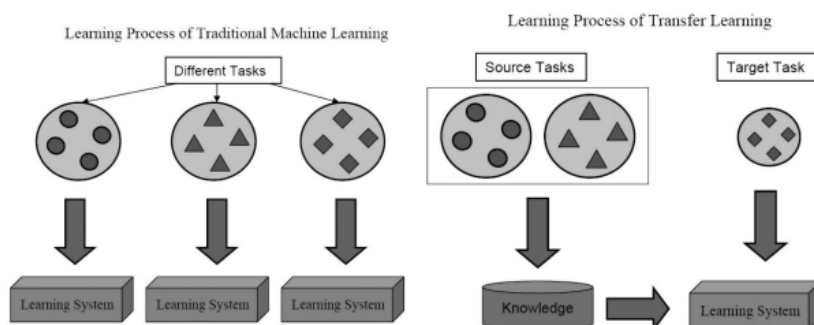 Learning Process of Traditional Machine Learning
Different Tasks
Learning System
Learning System
Learning System
Learning Process of Transfer Learning
Source Tasks
Target Task
Knowledge
Learning System